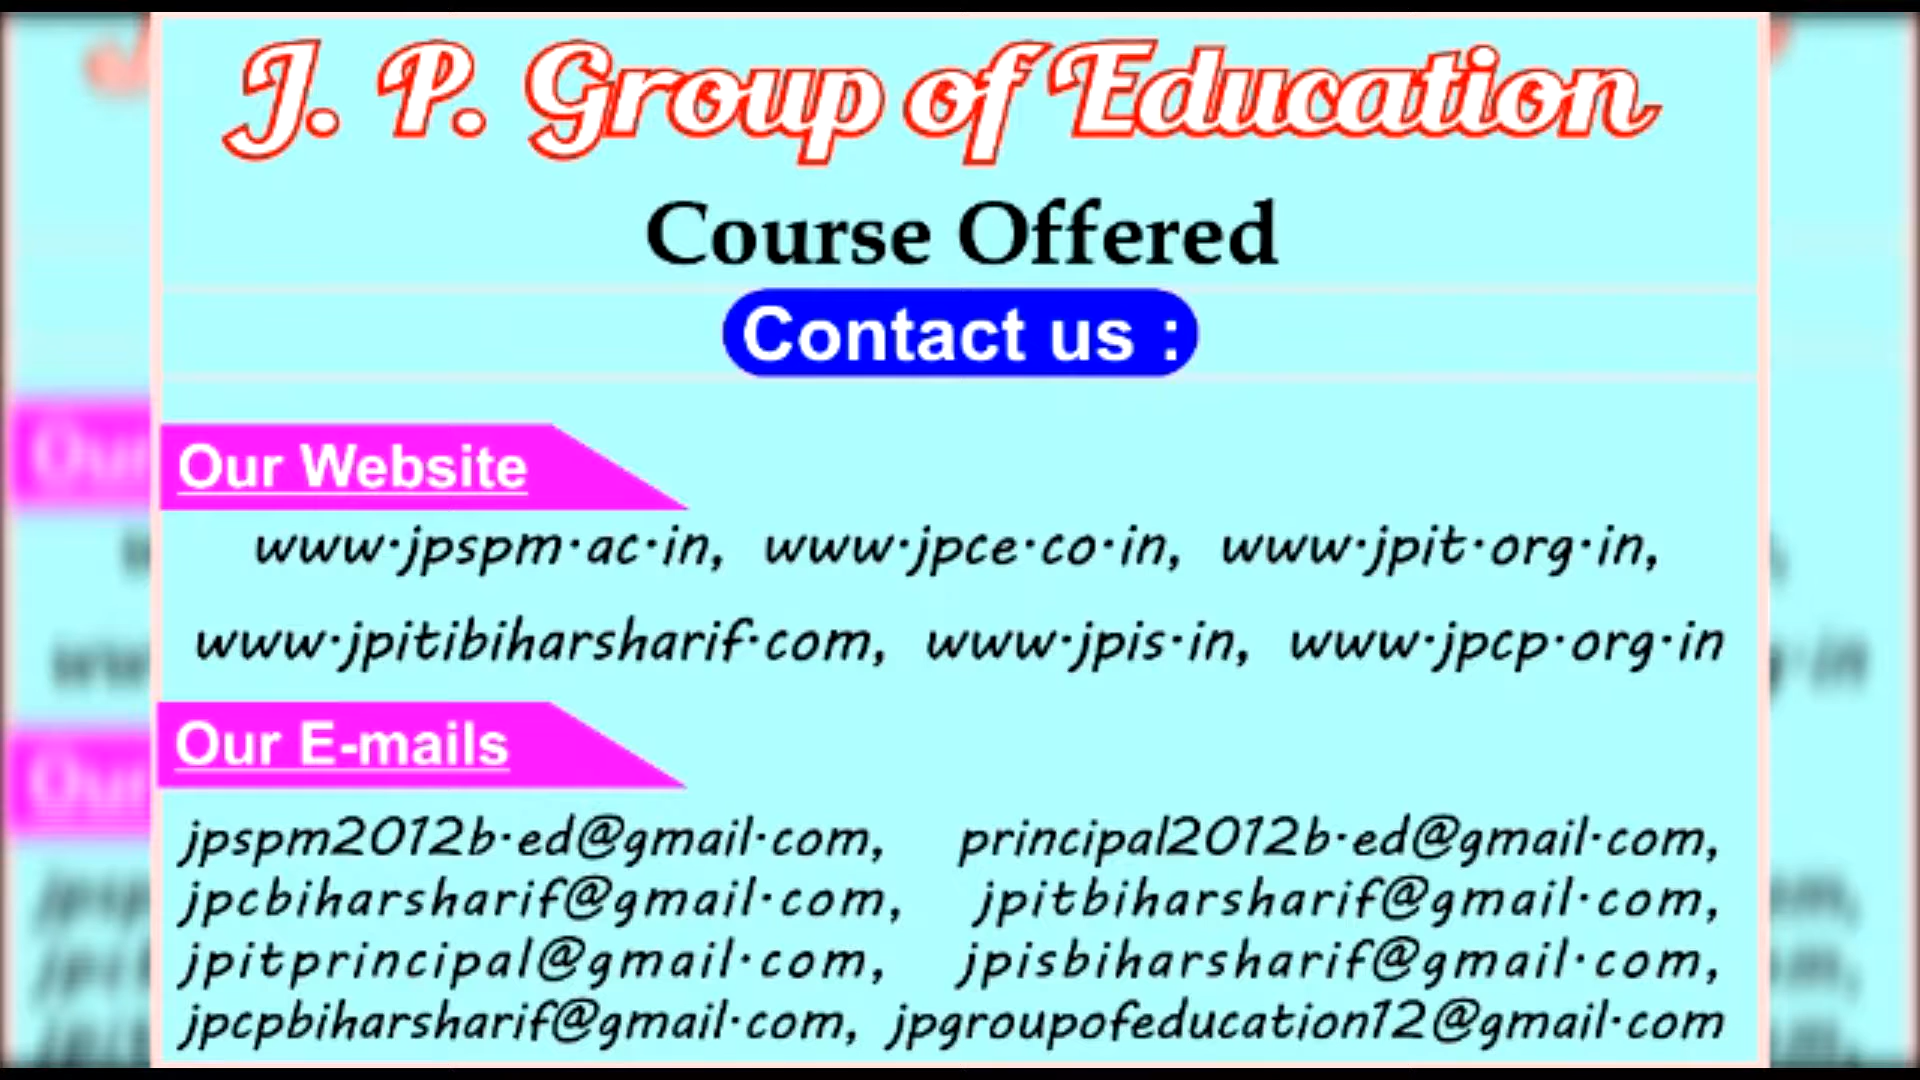 J. P. Group of Education
Course Offered
Contact us :
Our Website
www.jpspm.ac.in, www.jpce.co.in, www.jpit.org.in,
www.jpitibiharsharif.com, www.jpis.in, www.jpcp.org.in
Our E-mails
jpspm2012b.ed@gmail.com, principal2012b.ed@gmail.com,
jpcbiharsharif@gmail.com, jpitbiharsharif@gmail.com,
jpitprincipal@gmail.com, jpisbiharsharif@gmail.com,
jpcpbiharsharif@gmail.com, jpgroupofeducation12@gmail.com